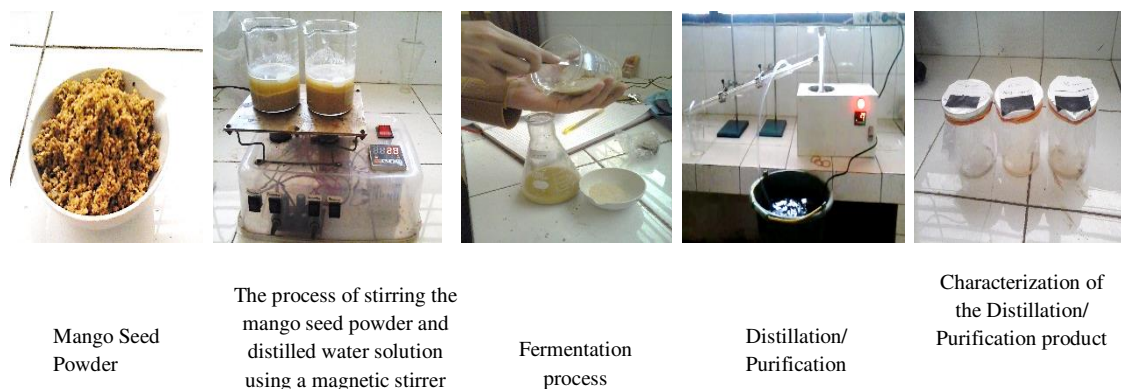 Mango Seed
Powder
The process of stirring the
mango seed powder and
distilled water solution
using a magnetic stirrer
Fermentation
process
Distillation/
Purification
Characterization of
the Distillation/
Purification product